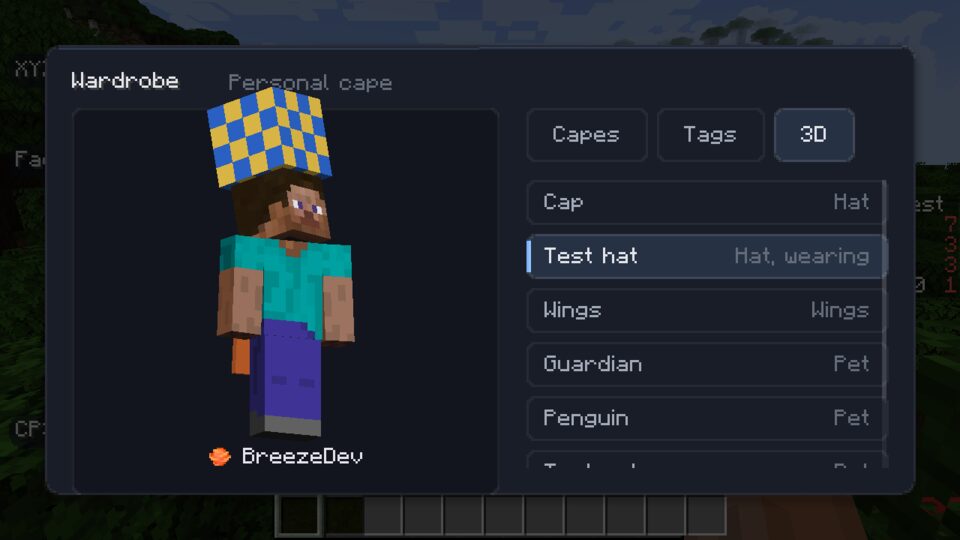 Wardrobe Personal cape
Capes Tags 3D
Cap Hat
Test hat Hat, wearing
Wings Wings
Guardian Pet
Penguin Pet
BreezeDev